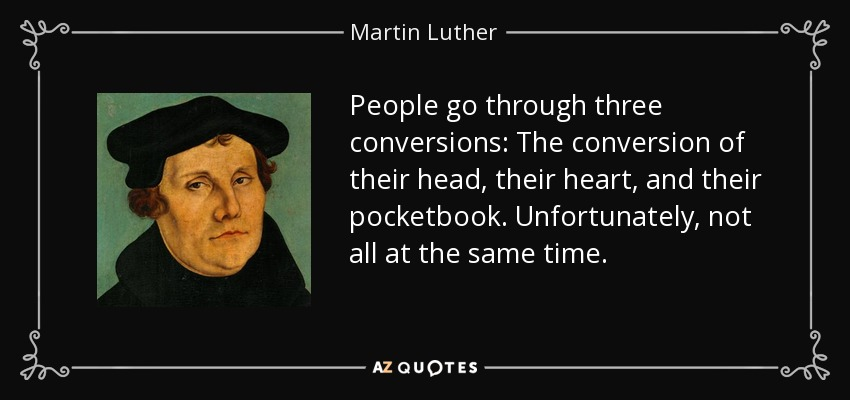 Martin Luther
People go through three
conversions: The conversion of
their head, their heart, and their
pocketbook. Unfortunately, not
all at the same time.
AZ QUOTES